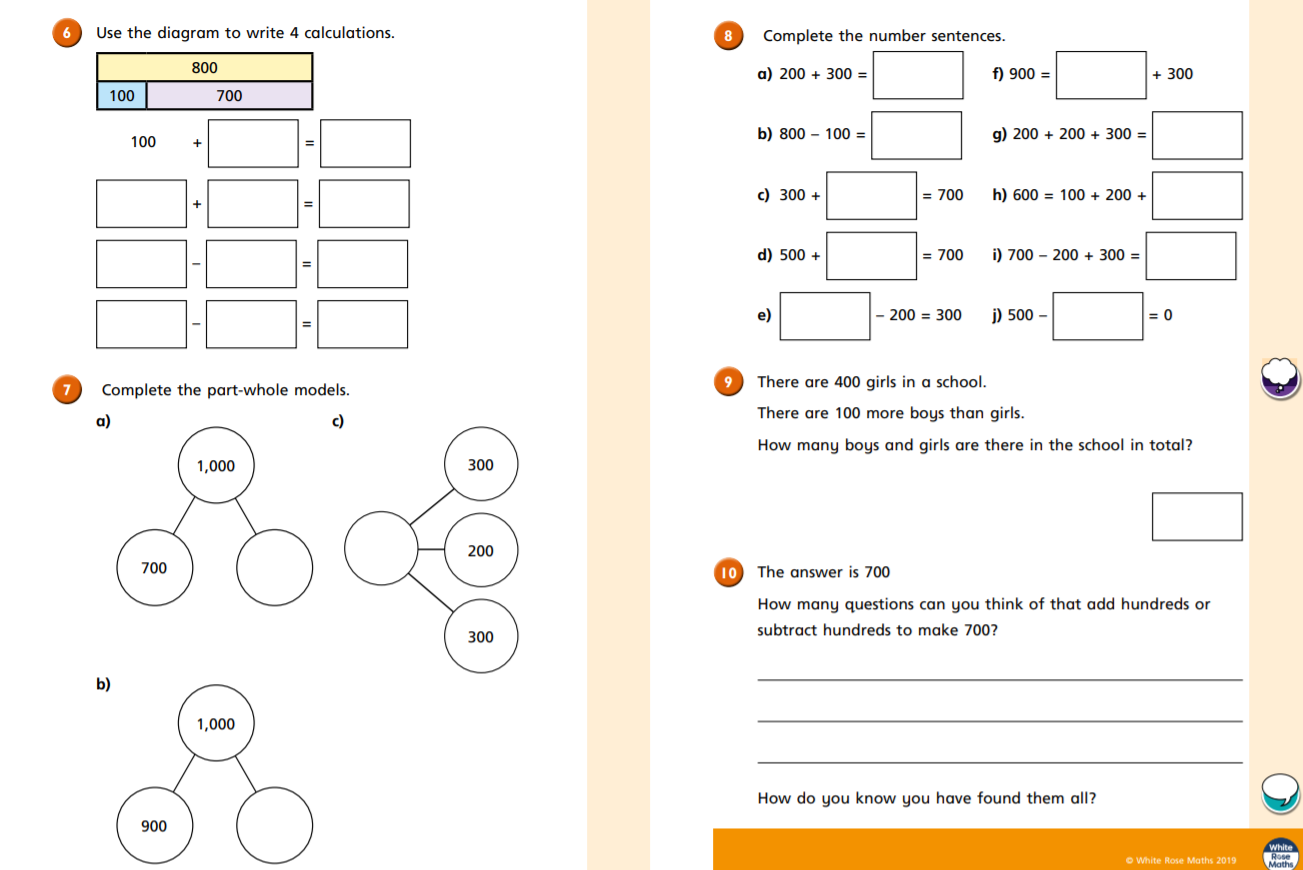 6 Use the diagram to write 4 calculations.
800
100 700
100 + =
+ =
– =
– =
7 Complete the part-whole models.
a)
1,000
700
c)
300
200
300
b)
1,000
900
8 Complete the number sentences.
a) 200 + 300 =
b) 800 – 100 =
c) 300 + = 700
d) 500 + = 700
e) – 200 = 300
f) 900 = + 300
g) 200 + 200 + 300 =
h) 600 = 100 + 200 +
i) 700 – 200 + 300 =
j) 500 – = 0
9 There are 400 girls in a school.
There are 100 more boys than girls.
How many boys and girls are there in the school in total?
10 The answer is 700
How many questions can you think of that add hundreds or
subtract hundreds to make 700?
How do you know you have found them all?
© White Rose Maths 2019
White
Rose
Maths